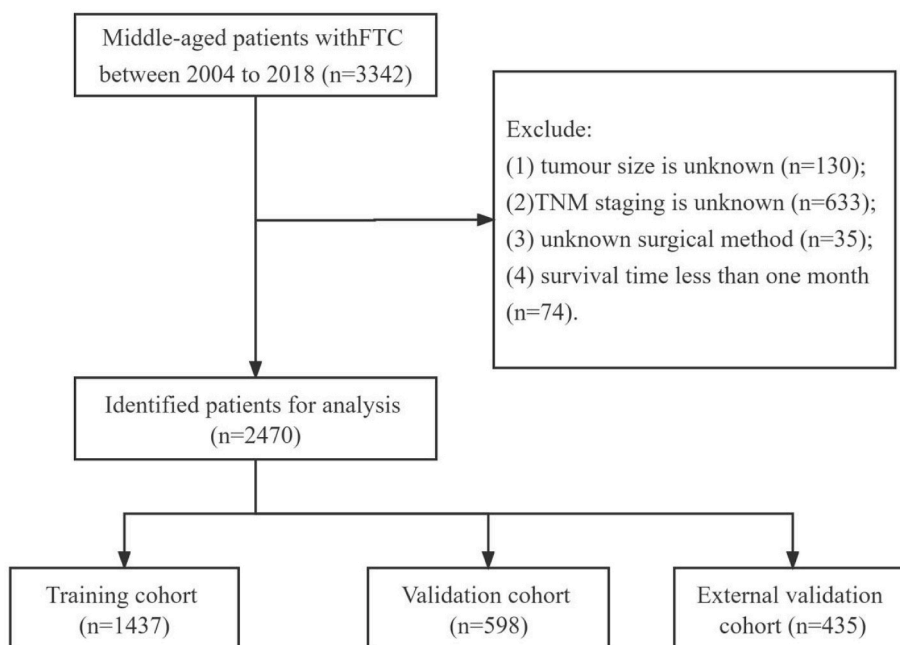 Middle-aged patients withFTC
between 2004 to 2018 (n=3342)
Exclude:
(1) tumour size is unknown (n=130);
(2)TNM staging is unknown (n=633);
(3) unknown surgical method (n=35);
(4) survival time less than one month
(n=74).
Identified patients for analysis
(n=2470)
Training cohort
(n=1437)
Validation cohort
(n=598)
External validation
cohort (n=435)